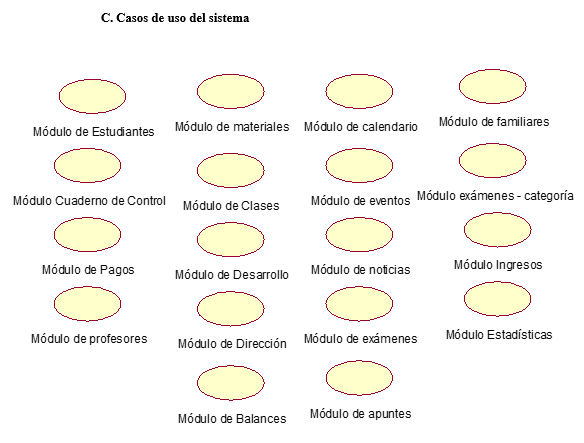 C. Casos de uso del sistema
Módulo de Estudiantes
Módulo de materiales
Módulo de calendario
Módulo de familiares
Módulo Cuaderno de Control
Módulo de Clases
Módulo de eventos
Módulo exámenes - categoría
Módulo de Pagos
Módulo de Desarrollo
Módulo de noticias
Módulo Ingresos
Módulo de profesores
Módulo de Dirección
Módulo de exámenes
Módulo Estadísticas
Módulo de Balances
Módulo de apuntes